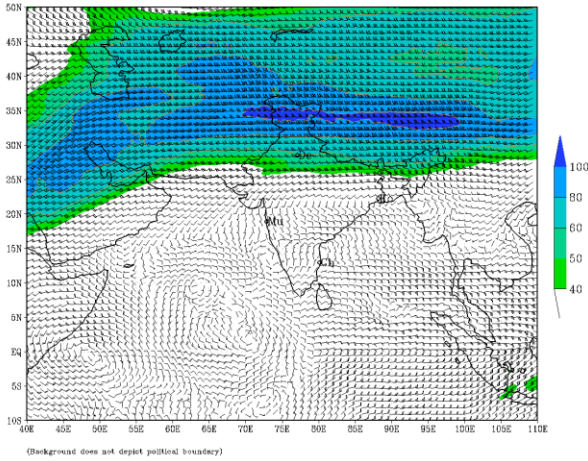 50N
45N
40N
35N
30N
25N
20N
15N
10N
5N
EQ
5S
10S
40E 45E 50E 55E 60E 65E 70E 75E 80E 85E 90E 95E 100E 105E 110E
De
Mu
Ch
100
80
60
50
40
(Background does not depict political boundary)